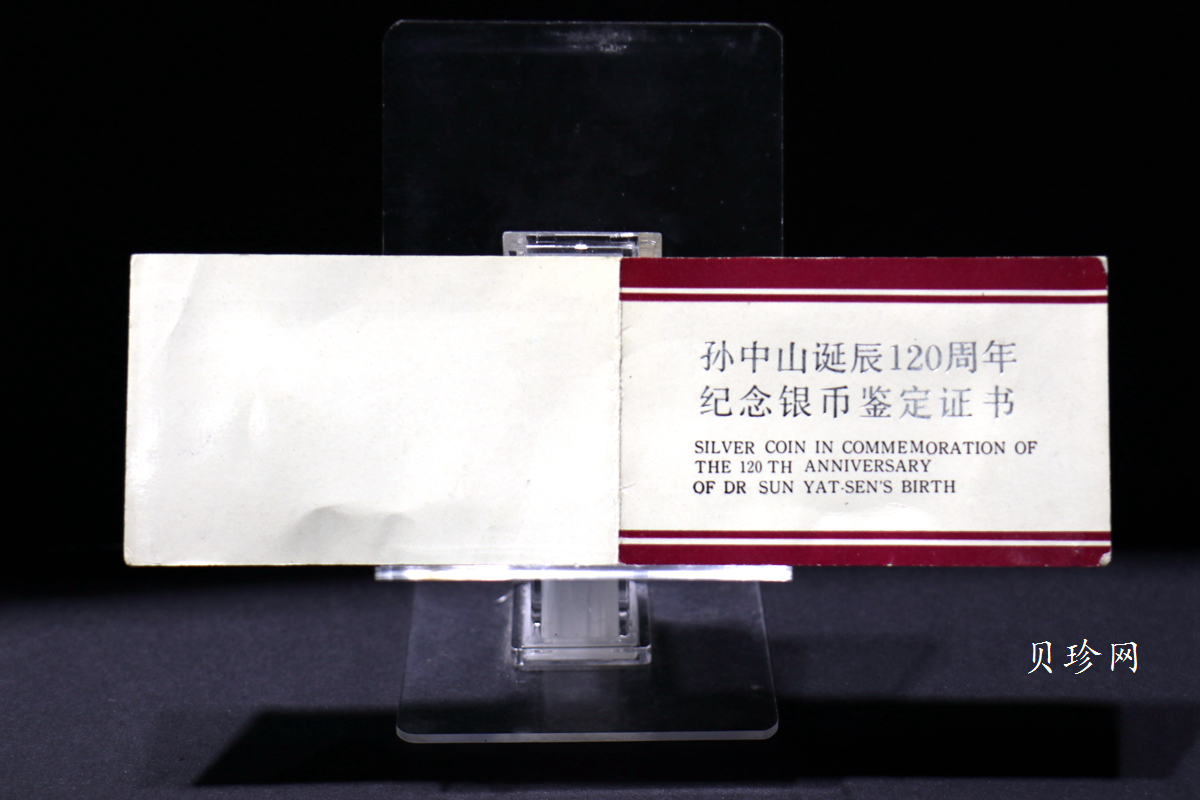 孙中山诞辰120周年
纪念银币鉴定证书
SILVER COIN IN COMMEMORATION OF
THE 120 TH ANNIVERSARY
OF DR SUN YAT-SEN'S BIRTH
贝珍网